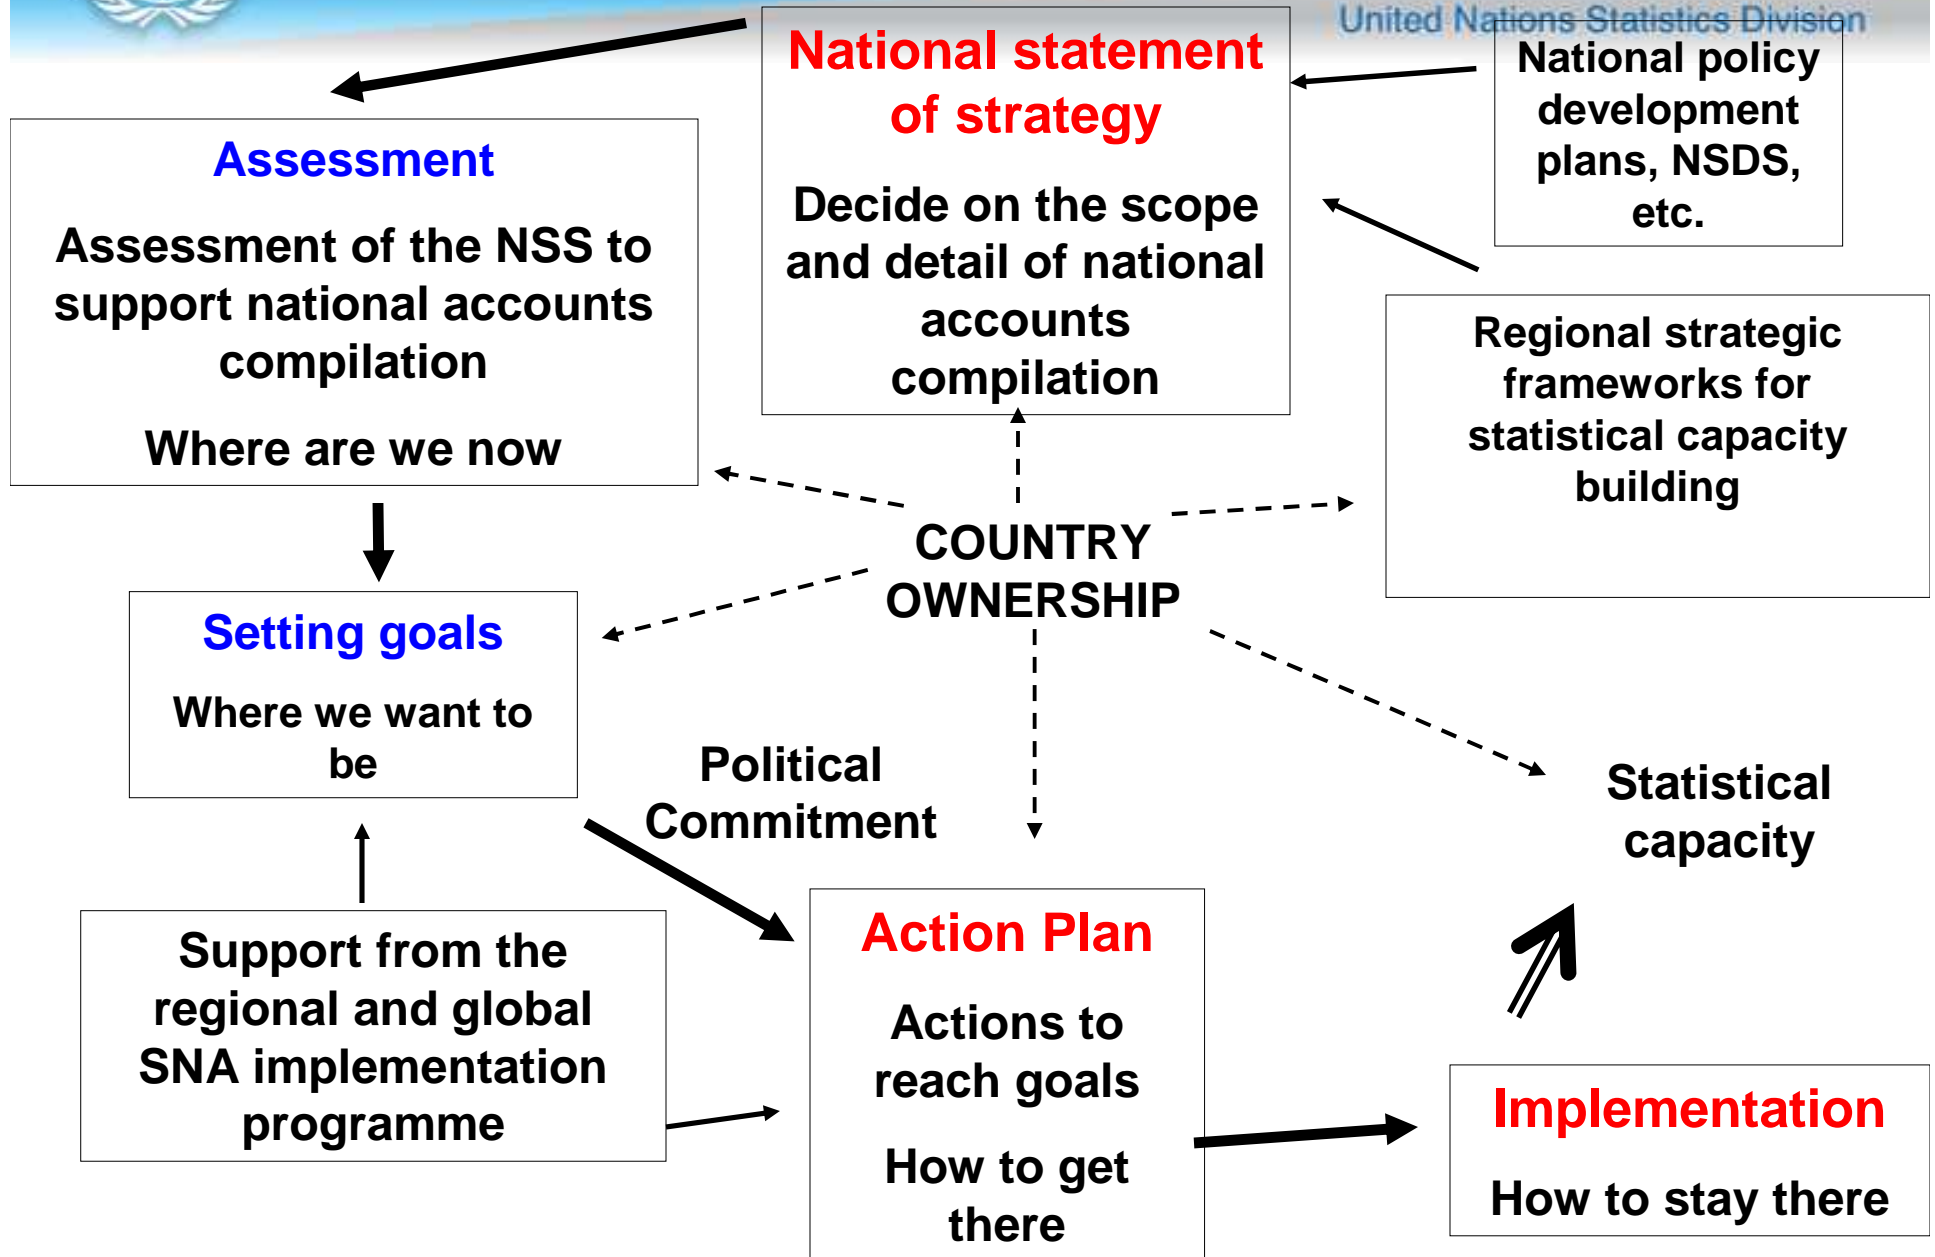 United Nations Statistics Division
National statement
of strategy
Decide on the scope
and detail of national
accounts
compilation
National policy
development
plans, NSDS,
etc.
Assessment
Assessment of the NSS to
support national accounts
compilation
Where are we now
Regional strategic
frameworks for
statistical capacity
building
COUNTRY
OWNERSHIP
Setting goals
Where we want to
be
Political
Commitment
Statistical
capacity
Support from the
regional and global
SNA implementation
programme
Action Plan
Actions to
reach goals
How to get
there
Implementation
How to stay there